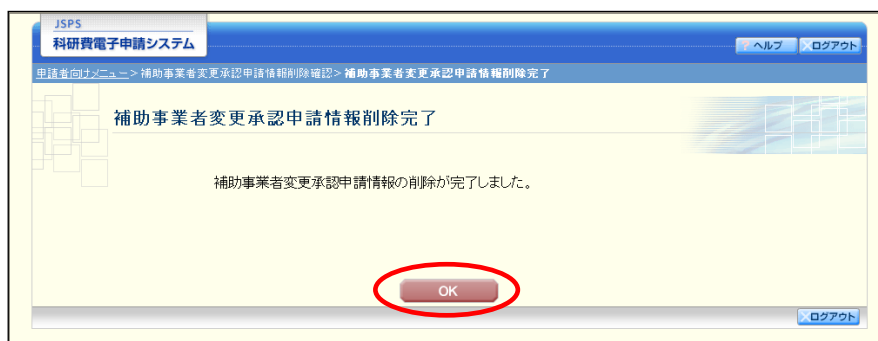 JSPS
科研費電子申請システム
? ヘルプ ×ログアウト
申請者向けメニュー>補助事業者変更承認申請情報削除確認>補助事業者変更承認申請情報削除完了
補助事業者変更承認申請情報削除完了
補助事業者変更承認申請情報の削除が完了しました。
OK
×ログアウト